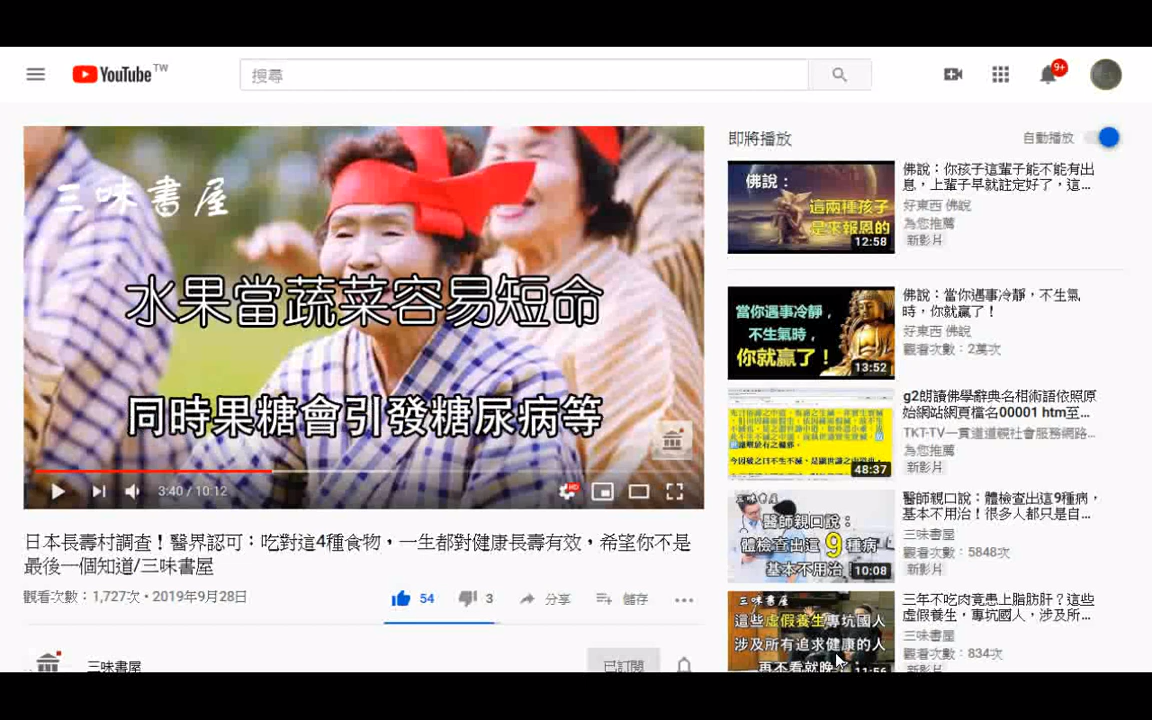 YouTube TW
搜尋
9+
三味書屋
水果當蔬菜容易短命
同時果糖會引發糖尿病等
3:40 / 10:12
HD
日本長壽村調查！醫界認可：吃對這4種食物，一生都對健康長壽有效，希望你不是
最後一個知道/三味書屋
觀看次數：1,727次 • 2019年9月28日
54
3
分享
儲存
三味書屋
已訂閱
即將播放
自動播放
佛說：
這兩種孩子
是來報恩的
12:58
佛說：你孩子這輩子能不能有出
息，上輩子早就註定好了，這...
好東西 佛說
為您推薦
新影片
當你遇事冷靜，
不生氣時，
你就贏了！
13:52
佛說：當你遇事冷靜，不生氣
時，你就贏了！
好東西 佛說
觀看次數：2萬次
48:37
g2朗讀佛學辭典名相術語依照原
始網站網頁檔名00001 htm至...
TKT-TV一貫道道親社會服務網路...
為您推薦
新影片
三味書屋
醫師親口說：
體檢查出這9種病
基本不用治！
10:08
醫師親口說：體檢查出這9種病，
基本不用治！很多人都只是自...
三味書屋
觀看次數：5848次
新影片
三味書屋
這些虛假養生專坑國人
涉及所有追求健康的人
再不看就晚
11:56
三年不吃肉竟患上脂肪肝？這些
虛假養生，專坑國人，涉及所...
三味書屋
觀看次數：834次
新影片